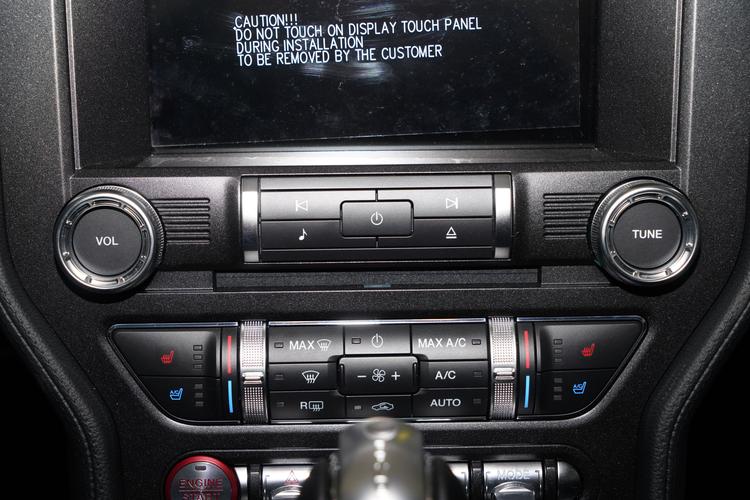 CAUTION!!!
DO NOT TOUCH ON DISPLAY TOUCH PANEL
DURING INSTALLATION
TO BE REMOVED BY THE CUSTOMER
VOL
TUNE
MAX
MAX A/C
A/C
R
AUTO
ENGINE
START
MODE